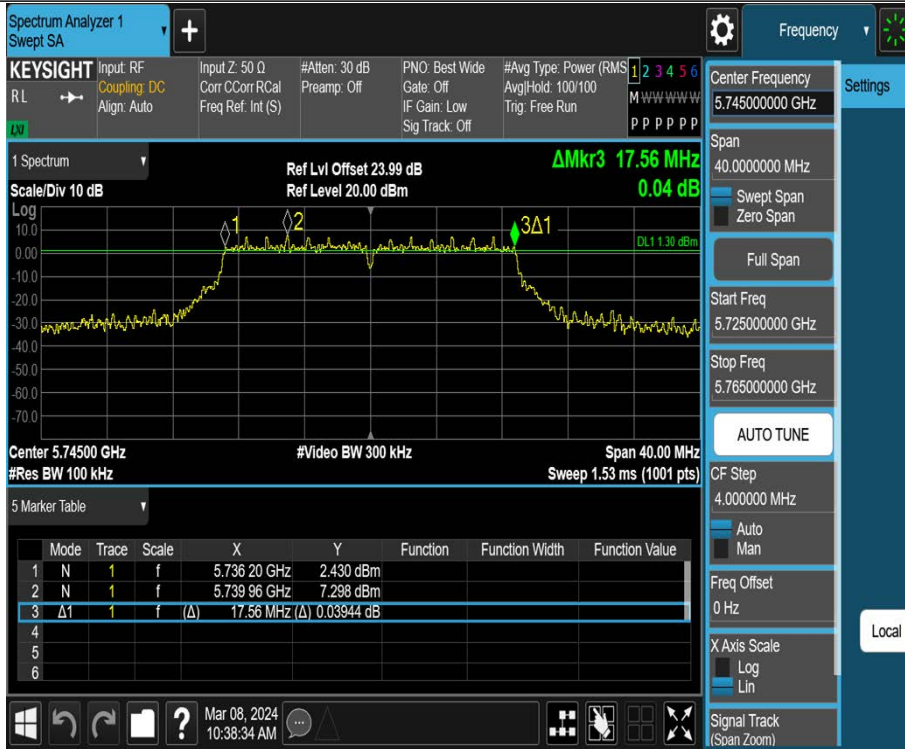 Spectrum Analyzer 1
Swept SA
+
Frequency
KEYSIGHT
RL
LXI
Input: RF
Coupling: DC
Align: Auto
Input Z: 50 Ω
Corr CCorr RCal
Freq Ref: Int (S)
#Atten: 30 dB
Preamp: Off
PNO: Best Wide
Gate: Off
IF Gain: Low
Sig Track: Off
#Avg Type: Power (RMS
Avg|Hold: 100/100
Trig: Free Run
1 2 3 4 5 6
M W W W W W
P P P P P P
1 Spectrum
Scale/Div 10 dB
Ref Lvl Offset 23.99 dB
Ref Level 20.00 dBm
ΔMkr3 17.56 MHz
0.04 dB
Log
10.0
0.00
-10.0
-20.0
-30.0
-40.0
-50.0
-60.0
-70.0
1
2
3Δ1
DL1 1.30 dBm
Center 5.74500 GHz
#Res BW 100 kHz
#Video BW 300 kHz
Span 40.00 MHz
Sweep 1.53 ms (1001 pts)
5 Marker Table
Mode Trace Scale X Y Function Function Width Function Value
1 N 1 f 5.736 20 GHz 2.430 dBm
2 N 1 f 5.739 96 GHz 7.298 dBm
3 Δ1 1 f (Δ) 17.56 MHz (Δ) 0.03944 dB
4
5
6
?
Mar 08, 2024
10:38:34 AM
Center Frequency
5.745000000 GHz
Span
40.0000000 MHz
Swept Span
Zero Span
Full Span
Start Freq
5.725000000 GHz
Stop Freq
5.765000000 GHz
AUTO TUNE
CF Step
4.000000 MHz
Auto
Man
Freq Offset
0 Hz
X Axis Scale
Log
Lin
Signal Track
(Span Zoom)
Settings
Local